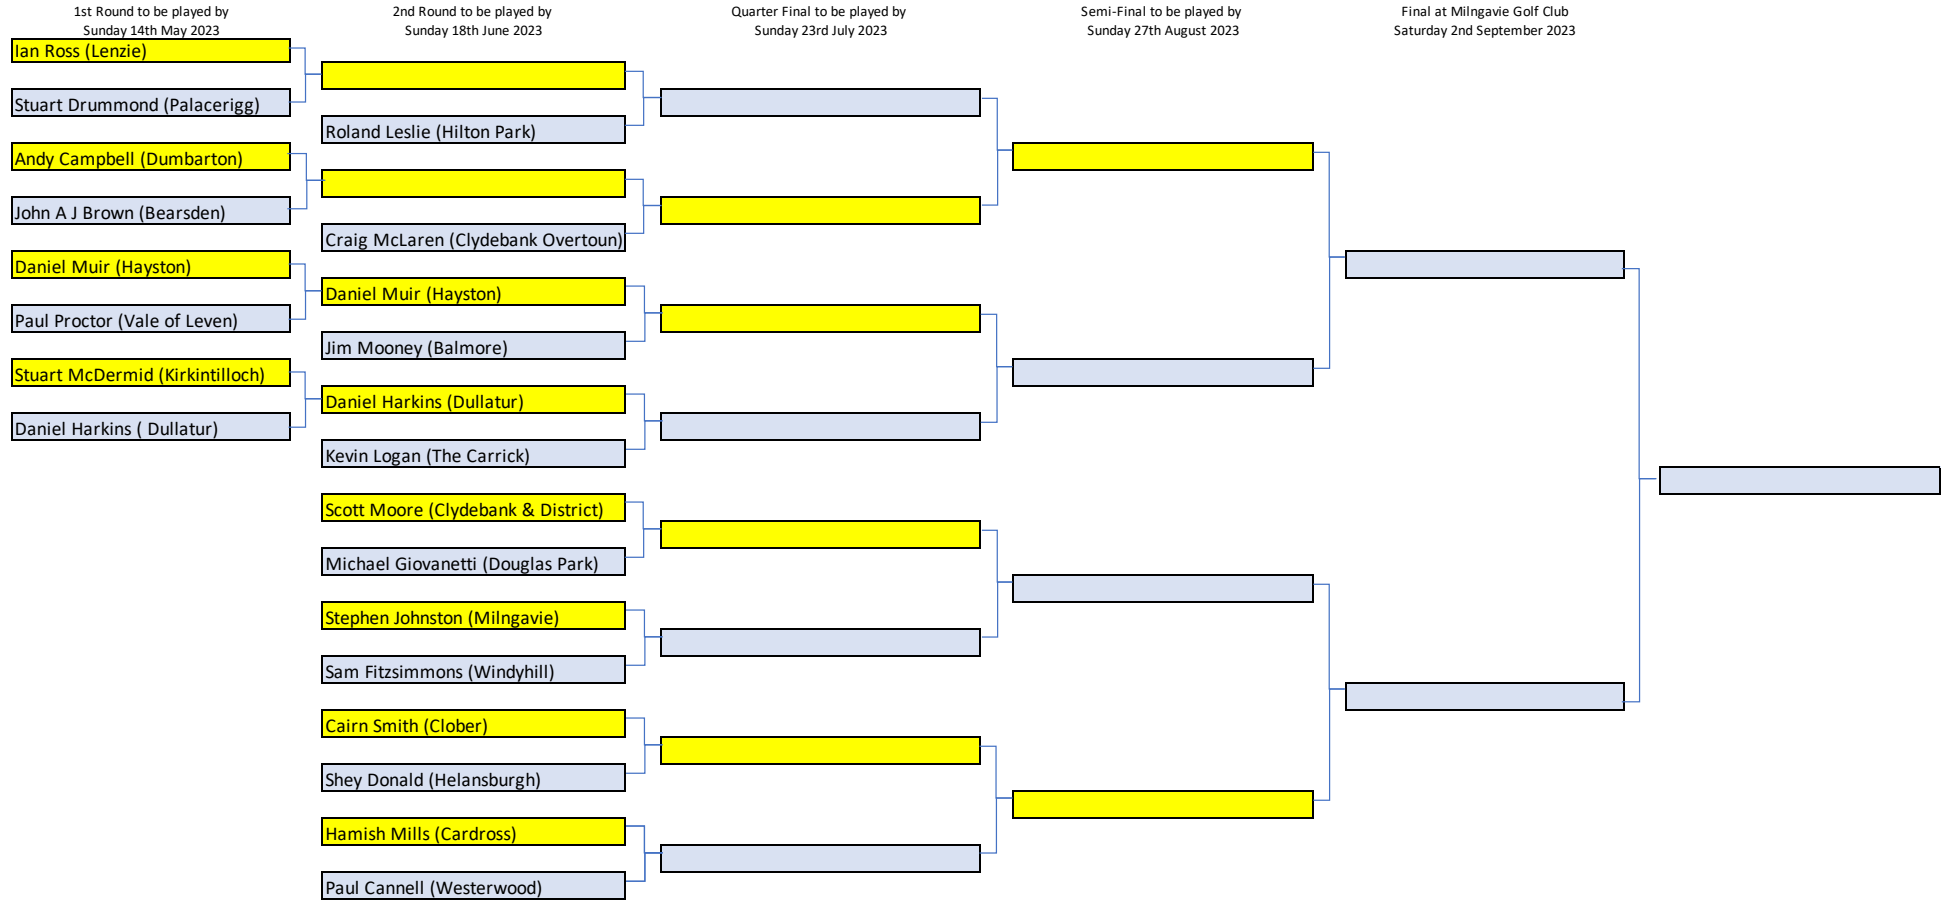 1st Round to be played by
Sunday 14th May 2023
2nd Round to be played by
Sunday 18th June 2023
Quarter Final to be played by
Sunday 23rd July 2023
Semi-Final to be played by
Sunday 27th August 2023
Final at Milngavie Golf Club
Saturday 2nd September 2023
Ian Ross (Lenzie)
Stuart Drummond (Palacerigg)
Andy Campbell (Dumbarton)
John A J Brown (Bearsden)
Daniel Muir (Hayston)
Paul Proctor (Vale of Leven)
Stuart McDermid (Kirkintilloch)
Daniel Harkins ( Dullatur)
Roland Leslie (Hilton Park)
Craig McLaren (Clydebank Overtoun)
Daniel Muir (Hayston)
Jim Mooney (Balmore)
Daniel Harkins (Dullatur)
Kevin Logan (The Carrick)
Scott Moore (Clydebank & District)
Michael Giovanetti (Douglas Park)
Stephen Johnston (Milngavie)
Sam Fitzsimmons (Windyhill)
Cairn Smith (Clober)
Shey Donald (Helansburgh)
Hamish Mills (Cardross)
Paul Cannell (Westerwood)